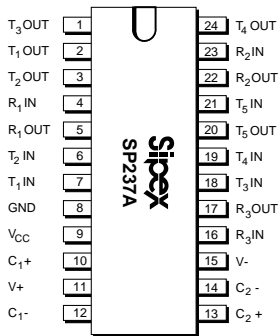 T3OUT 1 24 T4OUT
T1OUT 2 23 R2IN
T2OUT 3 22 R2OUT
R1IN 4 21 T5IN
R1OUT 5 20 T5OUT
T2IN 6 19 T4IN
T1IN 7 18 T3IN
GND 8 17 R3OUT
VCC 9 16 R3IN
C1+ 10 15 V-
V+ 11 14 C2 -
C1- 12 13 C2 +
Sipex
SP237A